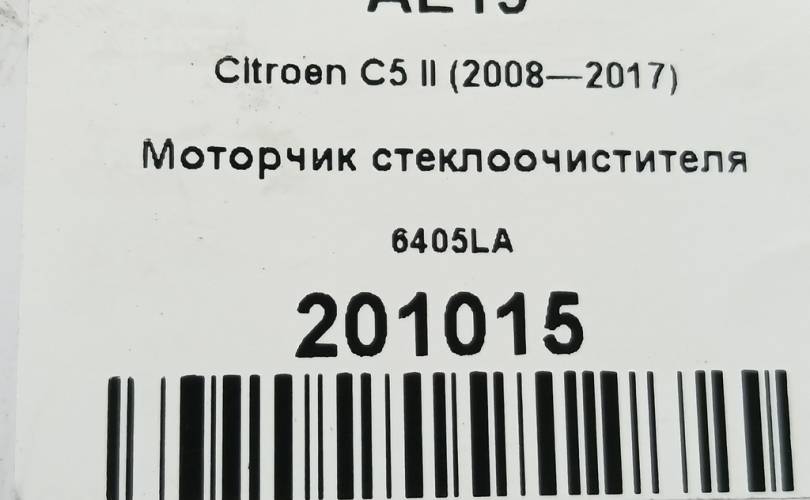 Citroen C5 II (2008—2017)
Моторчик стеклоочистителя
6405LA
201015